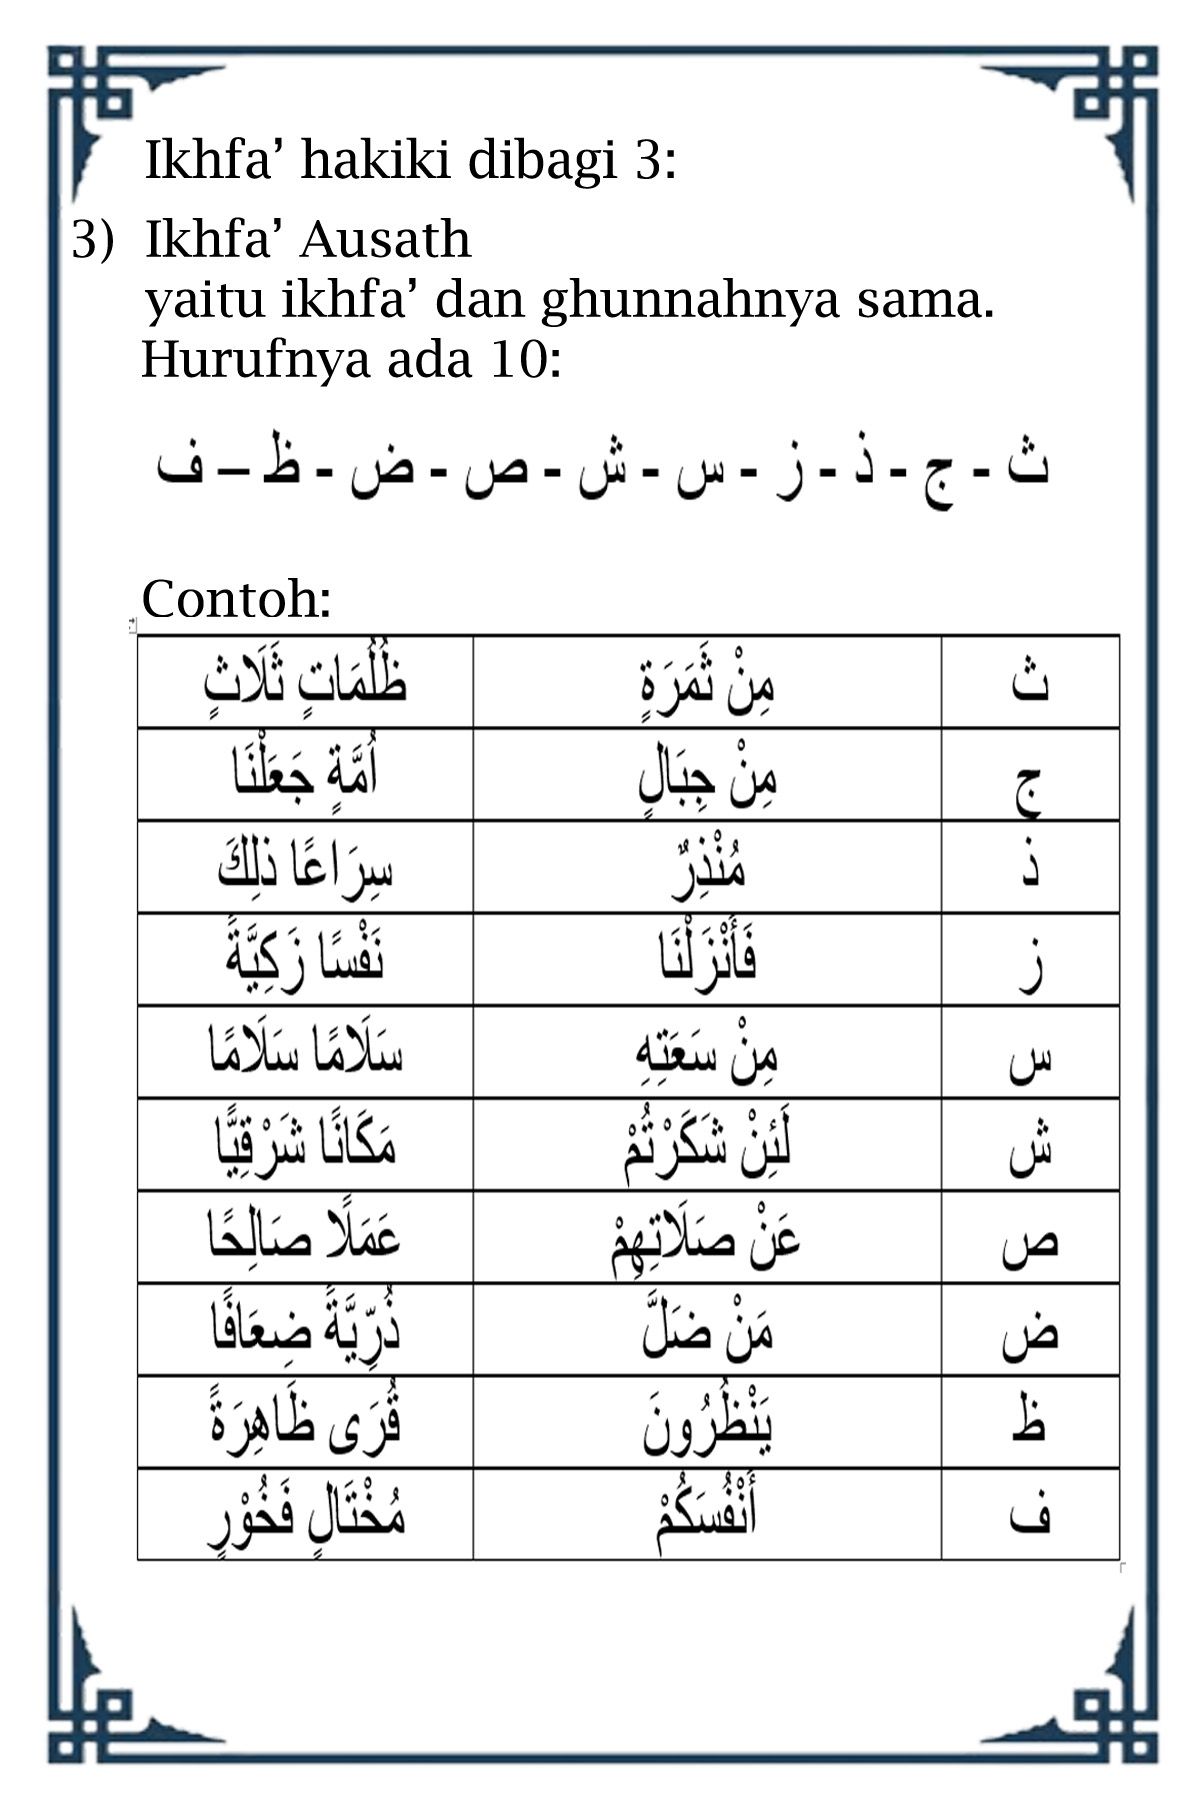 Ikhfa’ hakiki dibagi 3:
3) Ikhfa’ Ausath
yaitu ikhfa’ dan ghunnahnya sama.
Hurufnya ada 10:
ث - ج - ذ - ز - س - ش - ص - ض - ظ – ف
Contoh:
ث مِنْ ثَمَرَةٍ ظُلُمَاتٍ ثَلَاثٍ
ج مِنْ جِبَالٍ اُمَّةٍ جَعَلْنَا
ذ مُنْذِرٌ سِرَاعًا ذلِكَ
ز فَأَنْزَلْنَا نَفْسًا زَكِيَّةً
س مِنْ سَعَتِهِ سَلَامًا سَلَامًا
ش لَئِنْ شَكَرْتُمْ مَكَانًا شَرْقِيًّا
ص عَنْ صَلَاتِهِمْ عَمَلًا صَالِحًا
ض مَنْ ضَلَّ ذُرِّيَّةً ضِعَافًا
ظ يَنْظُرُونَ قُرَى ظَاهِرَةً
ف أَنْفُسَكُمْ مُخْتَالٍ فَخُوْرٍ